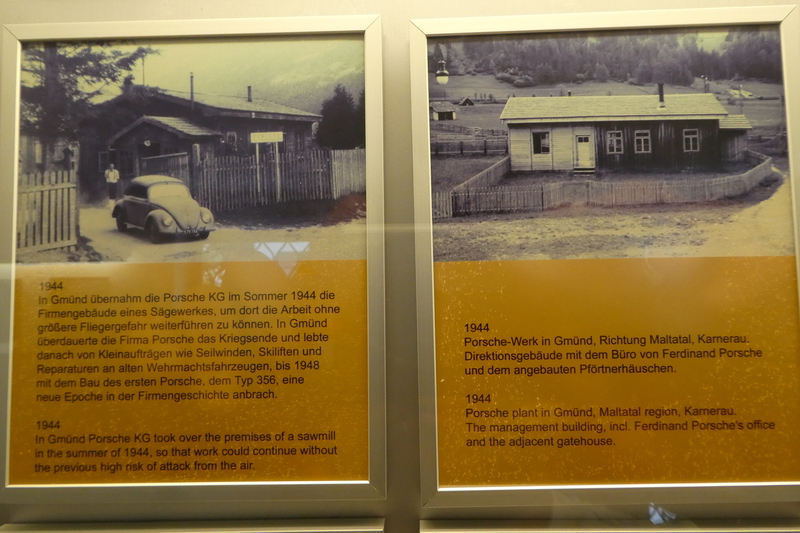 1944
In Gmünd übernahm die Porsche KG im Sommer 1944 die
Firmengebäude eines Sägewerkes, um dort die Arbeit ohne
größere Fliegergefahr weiterführen zu können. In Gmünd
überdauerte die Firma Porsche das Kriegsende und lebte
danach von Kleinaufträgen wie Seilwinden, Skiliften und
Reparaturen an alten Wehrmachtsfahrzeugen, bis 1948
mit dem Bau des ersten Porsche, dem Typ 356, eine
neue Epoche in der Firmengeschichte anbrach.
1944
In Gmünd Porsche KG took over the premises of a sawmill
in the summer of 1944, so that work could continue without
the previous high risk of attack from the air.
1944
Porsche-Werk in Gmünd, Richtung Maltatal, Karnerau.
Direktionsgebäude mit dem Büro von Ferdinand Porsche
und dem angebauten Pförtnerhäuschen.
1944
Porsche plant in Gmünd, Maltatal region, Karnerau.
The management building, incl. Ferdinand Porsche's office
and the adjacent gatehouse.